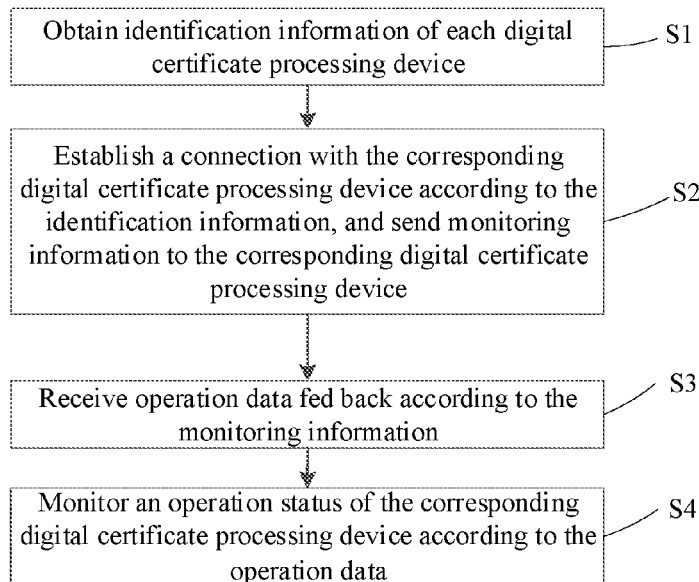 Obtain identification information of each digital
certificate processing device
S1
Establish a connection with the corresponding
digital certificate processing device according to the
identification information, and send monitoring
information to the corresponding digital certificate
processing device
S2
Receive operation data fed back according to the
monitoring information
S3
Monitor an operation status of the corresponding
digital certificate processing device according to the
operation data
S4